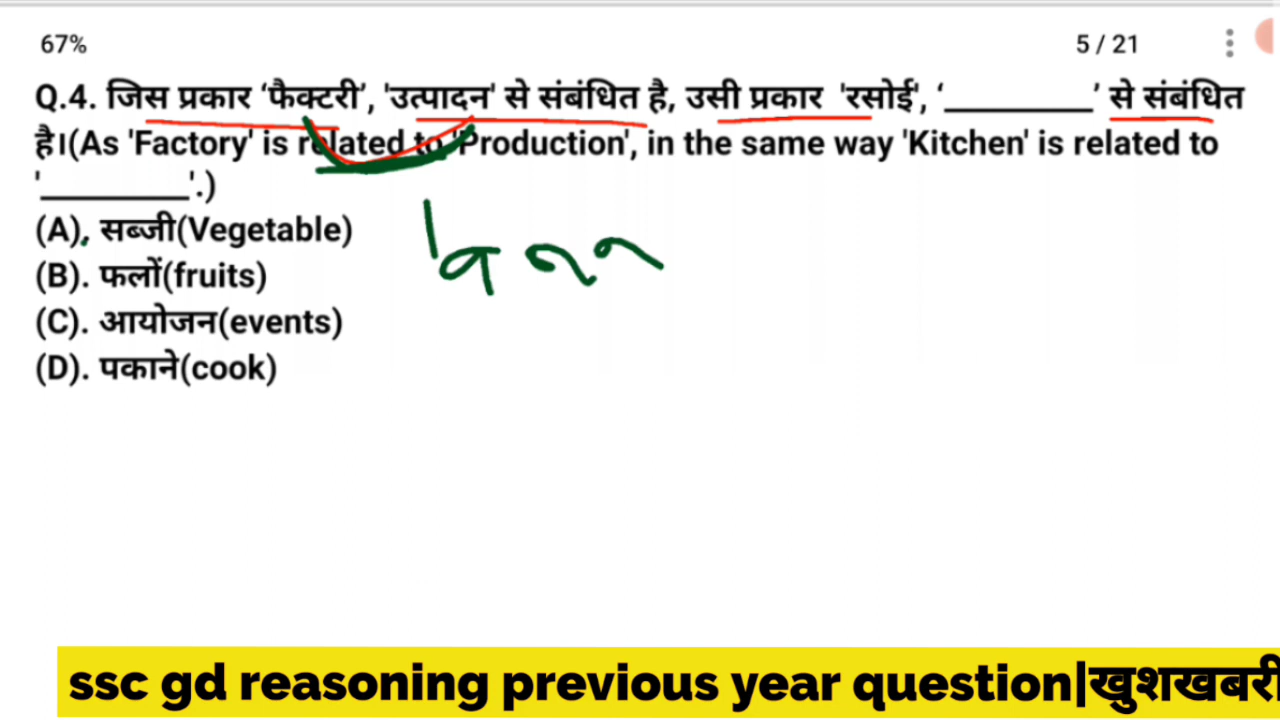 67%
5 / 21
Q.4. जिस प्रकार ‘फैक्टरी’, 'उत्पादन' से संबंधित है, उसी प्रकार 'रसोई', ‘__________’ से संबंधित
है।(As 'Factory' is related to 'Production', in the same way 'Kitchen' is related to
'__________'.)
(A). सब्जी(Vegetable)
(B). फलों(fruits)
(C). आयोजन(events)
(D). पकाने(cook)
ssc gd reasoning previous year question|खुशखबरी